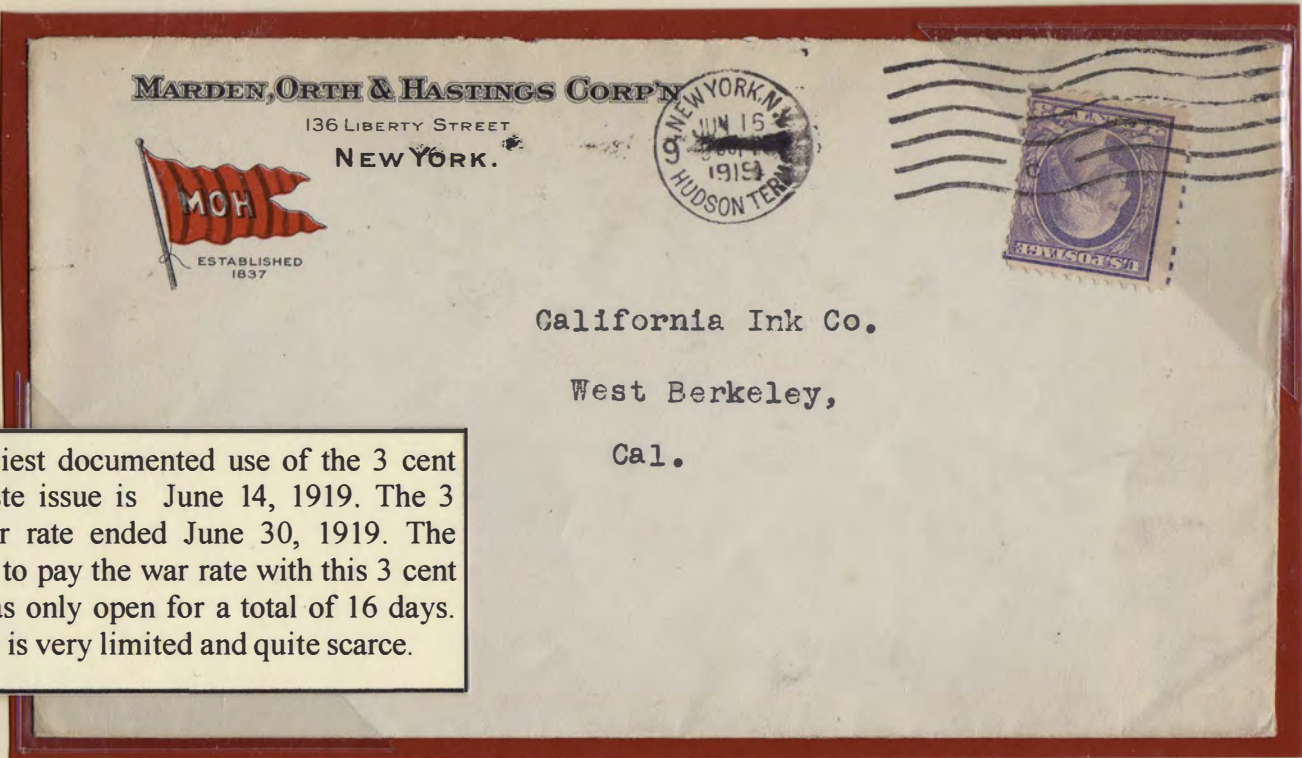 MARDEN, ORTH & HASTINGS CORP'N
136 LIBERTY STREET
NEW YORK.
MOH
ESTABLISHED
1837
NEW YORK, N.Y.
JUN 16
1919
HUDSON TERM
U.S. POSTAGE
California Ink Co.
West Berkeley,
Cal.
iest documented use of the 3 cent
te issue is June 14, 1919. The 3
r rate ended June 30, 1919. The
to pay the war rate with this 3 cent
as only open for a total of 16 days.
is very limited and quite scarce.